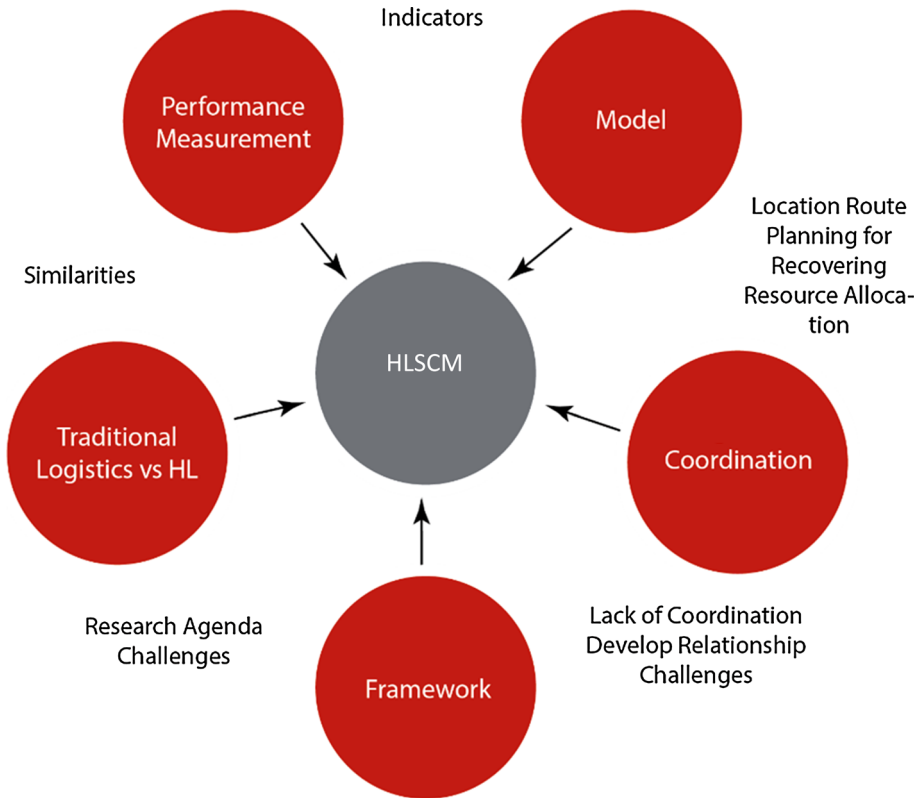 Indicators
Performance
Measurement
Model
Location Route
Planning for
Recovering
Resource Alloca-
tion
Similarities
HLSCM
Traditional
Logistics vs HL
Coordination
Research Agenda
Challenges
Lack of Coordination
Develop Relationship
Challenges
Framework